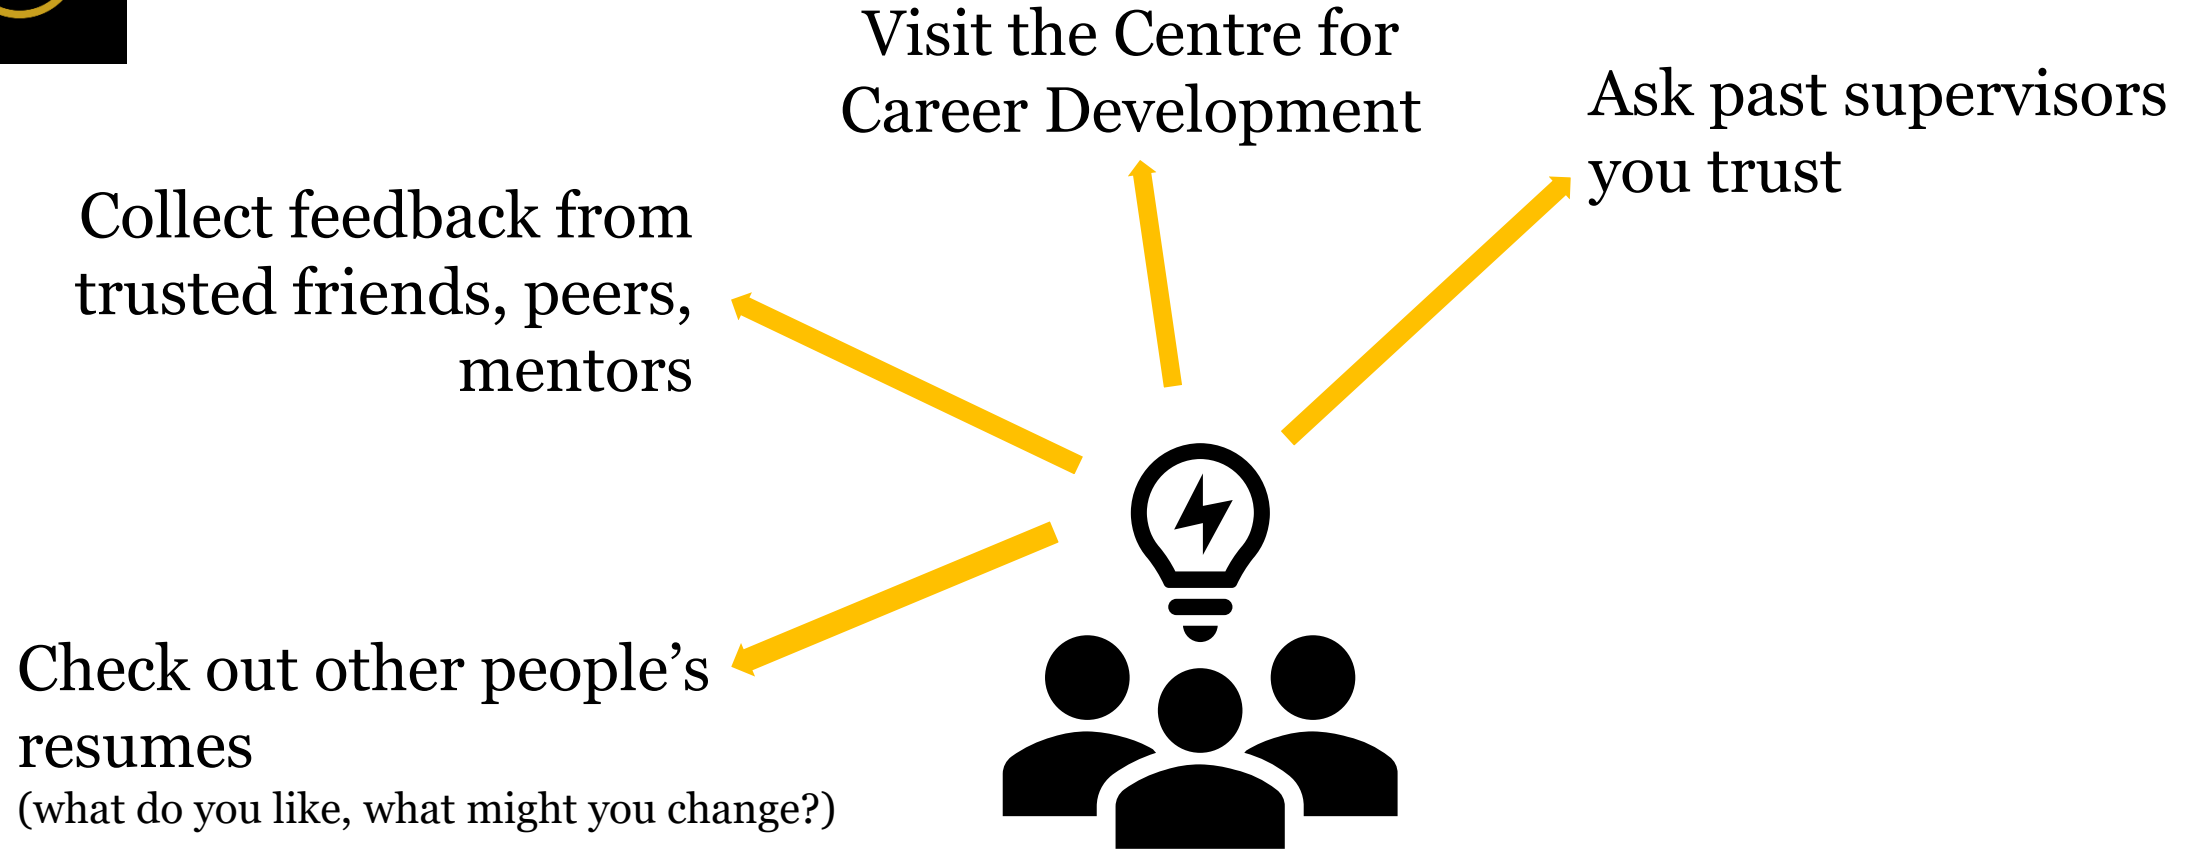 Visit the Centre for
Career Development
Ask past supervisors
you trust
Collect feedback from
trusted friends, peers,
mentors
Check out other people’s
resumes
(what do you like, what might you change?)